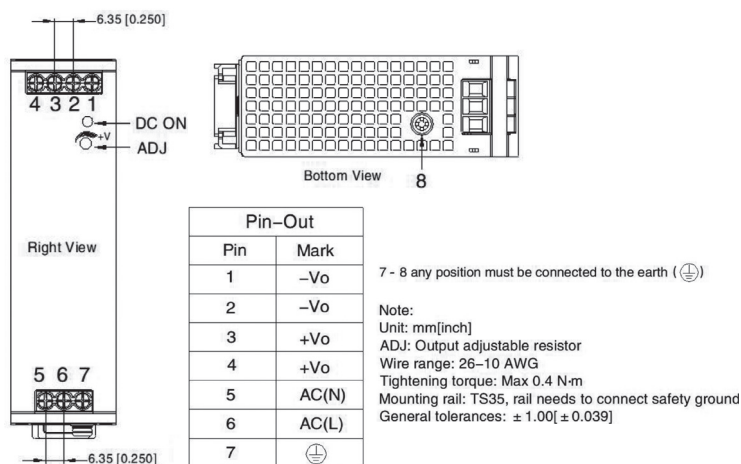 6.35 [0.250]
4 3 2 1
DC ON
+V
ADJ
Right View
5 6 7
6.35 [0.250]
Bottom View
8
Pin–Out
Pin Mark
1 –Vo
2 –Vo
3 +Vo
4 +Vo
5 AC(N)
6 AC(L)
7
7 - 8 any position must be connected to the earth ( )
Note:
Unit: mm[inch]
ADJ: Output adjustable resistor
Wire range: 26–10 AWG
Tightening torque: Max 0.4 N·m
Mounting rail: TS35, rail needs to connect safety ground
General tolerances: ± 1.00[ ± 0.039]